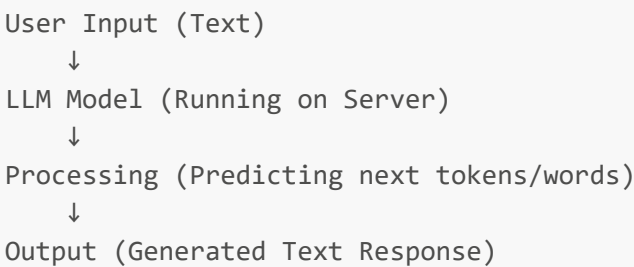 User Input (Text)
↓
LLM Model (Running on Server)
↓
Processing (Predicting next tokens/words)
↓
Output (Generated Text Response)